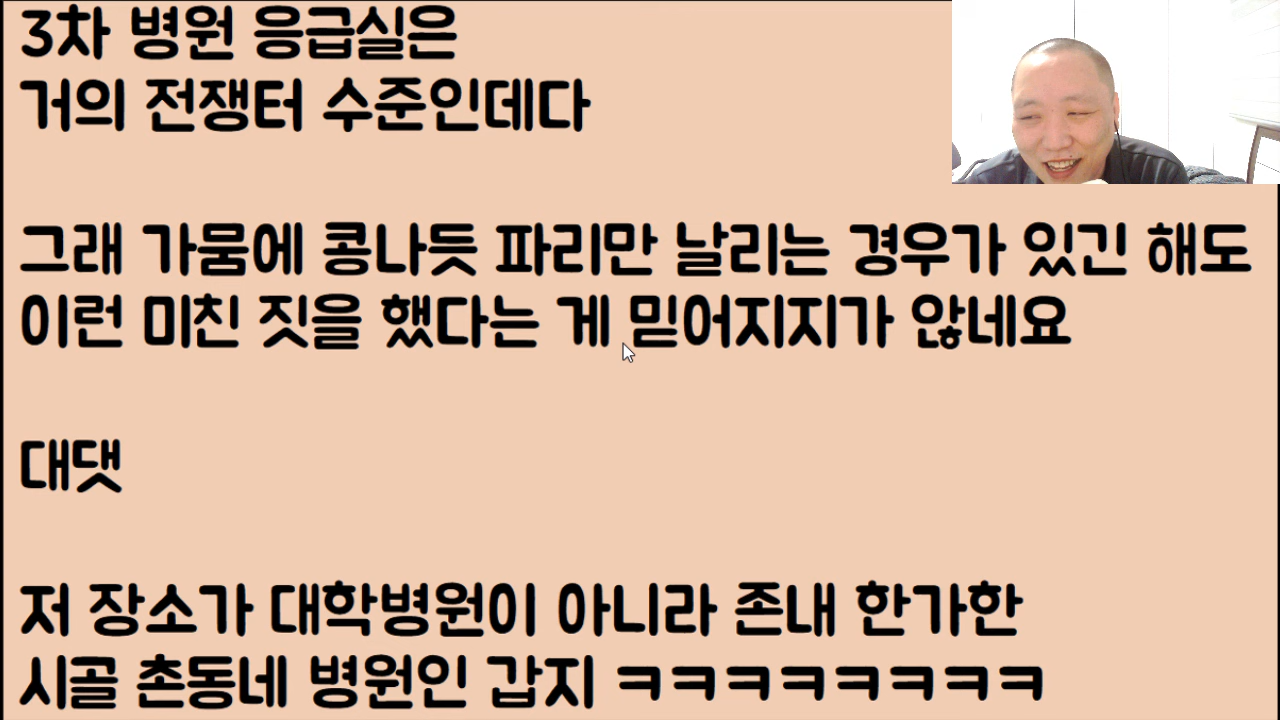 3차 병원 응급실은
거의 전쟁터 수준인데다
그래 가뭄에 콩나듯 파리만 날리는 경우가 있긴 해도
이런 미친 짓을 했다는 게 믿어지지가 않네요
대댓
저 장소가 대학병원이 아니라 존내 한가한
시골 촌동네 병원인 갑지 ㅋㅋㅋㅋㅋㅋㅋㅋ